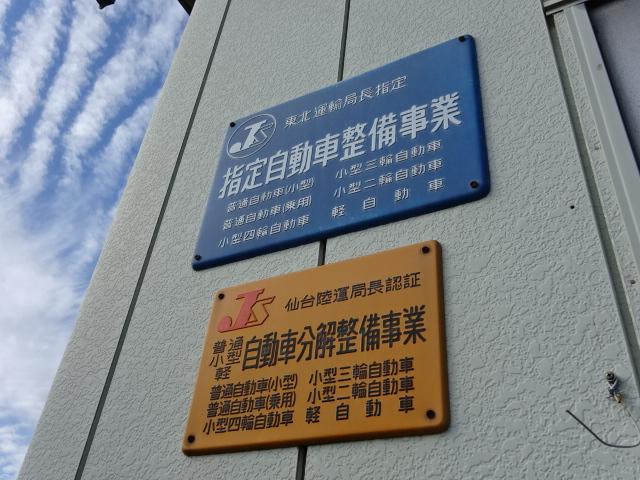 JS 東北運輸局長指定
指定自動車整備事業
普通自動車(小型) 小型三輪自動車
普通自動車(乗用) 小型二輪自動車
小型四輪自動車 軽自動車
JS 仙台陸運局長認証
普通 小型 軽 自動車分解整備事業
普通自動車(小型) 小型三輪自動車
普通自動車(乗用) 小型二輪自動車
小型四輪自動車 軽自動車